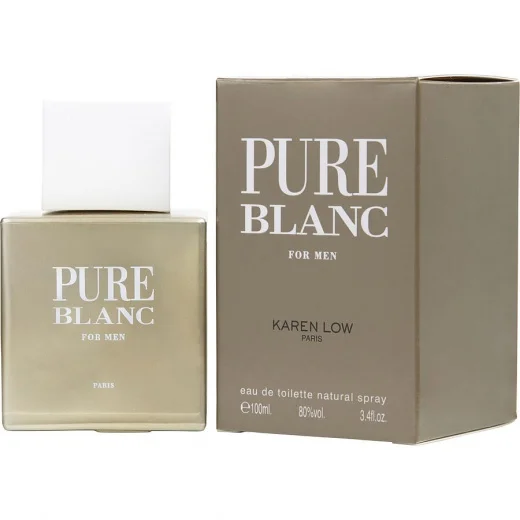 PURE
BLANC
FOR MEN
PARIS
PURE
BLANC
FOR MEN
KAREN LOW
PARIS
eau de toilette natural spray
℮100ml. 80%vol. 3.4fl.oz.